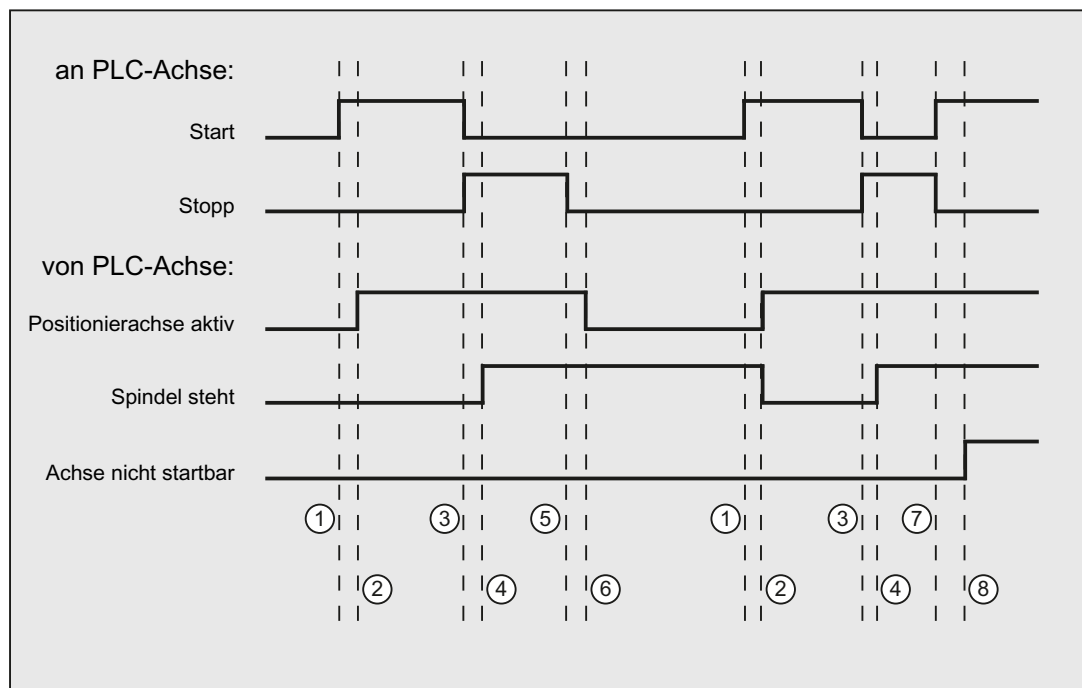 an PLC-Achse:
Start
Stopp
von PLC-Achse:
Positionierachse aktiv
Spindel steht
Achse nicht startbar
1 3 5 1 3 7
2 4 6 2 4 8